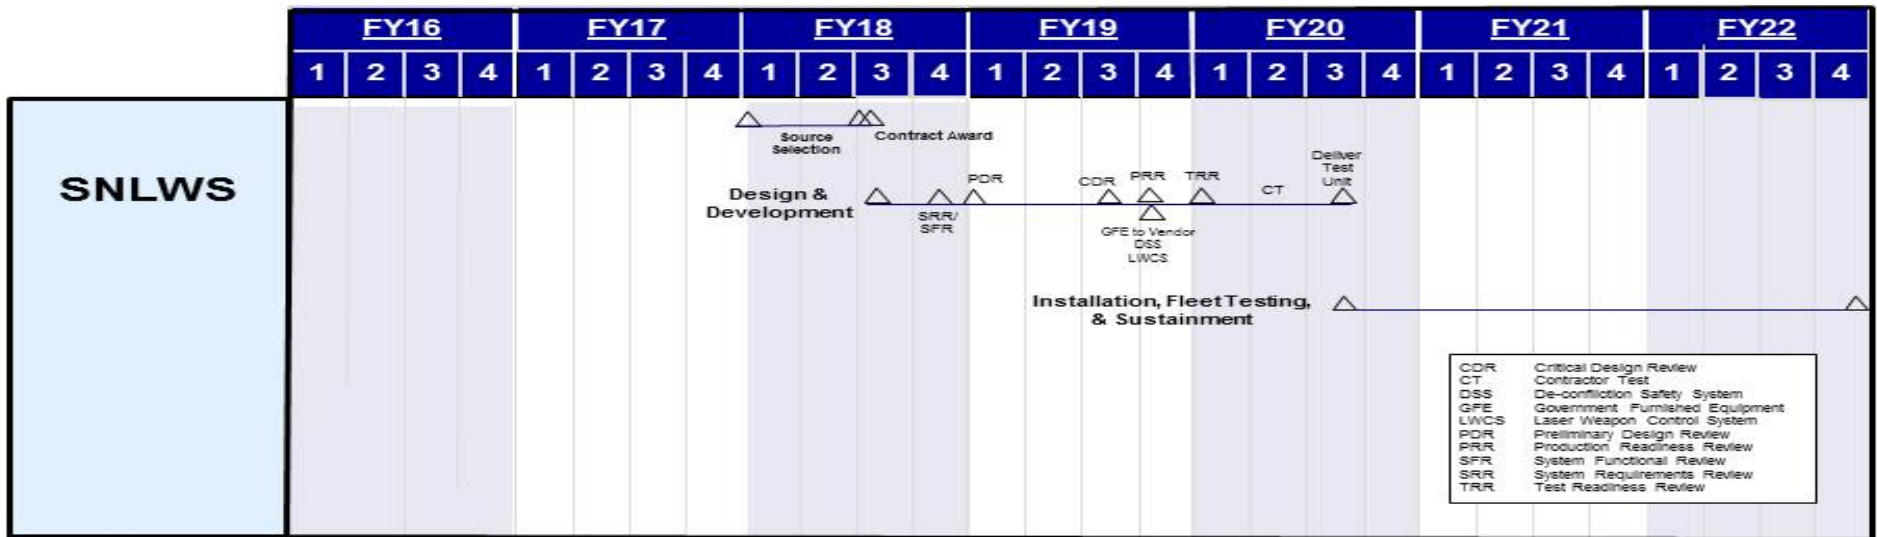 FY16 FY17 FY18 FY19 FY20 FY21 FY22
1 2 3 4 1 2 3 4 1 2 3 4 1 2 3 4 1 2 3 4 1 2 3 4 1 2 3 4
SNLWS
Source
Selection
Contract Award
Design &
Development
SRR/
SFR
PDR
CDR
PRR
GFE to Vendor
DSS
LWCS
TRR
CT
Deliver
Test
Unit
Installation, Fleet Testing,
& Sustainment
CDR Critical Design Review
CT Contractor Test
DSS De-confliction Safety System
GFE Government Furnished Equipment
LWCS Laser Weapon Control System
PDR Preliminary Design Review
PRR Production Readiness Review
SFR System Functional Review
SRR System Requirements Review
TRR Test Readiness Review